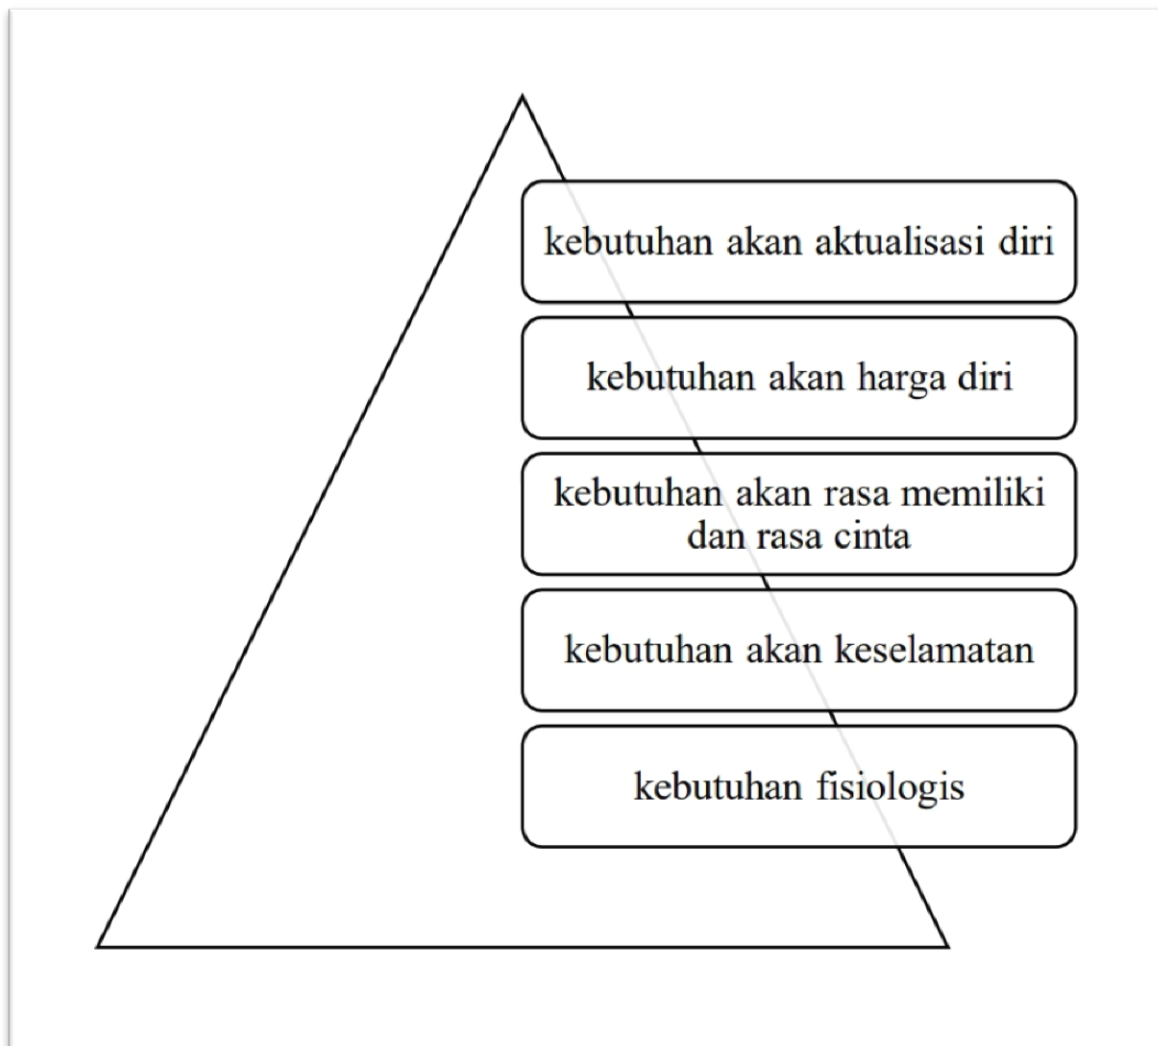 kebutuhan akan aktualisasi diri
kebutuhan akan harga diri
kebutuhan akan rasa memiliki
dan rasa cinta
kebutuhan akan keselamatan
kebutuhan fisiologis